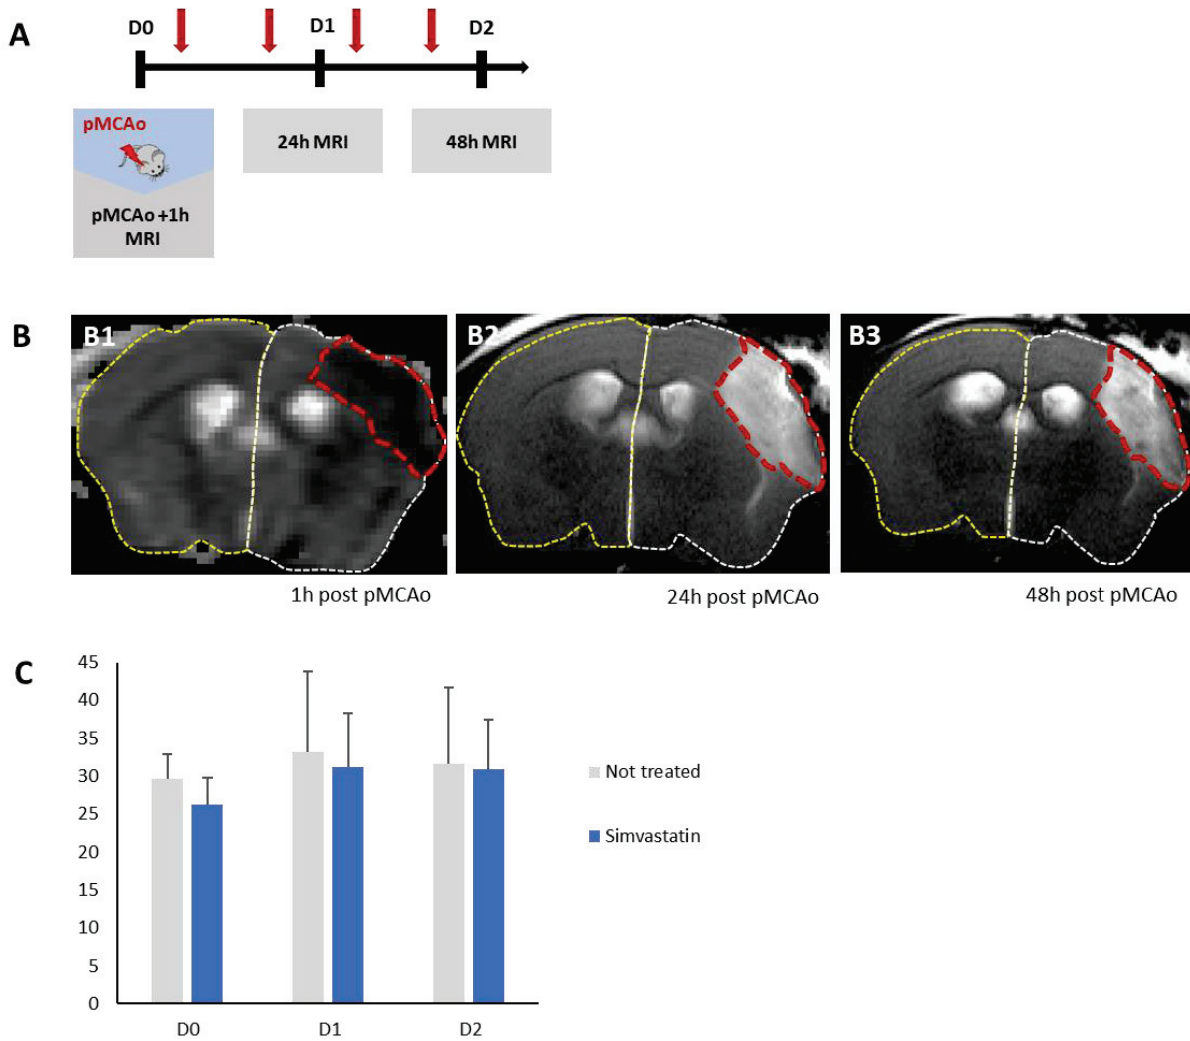 A
D0
D1
D2
pMCAo
pMCAo +1h
MRI
24h MRI
48h MRI
B
B1
B2
B3
1h post pMCAo
24h post pMCAo
48h post pMCAo
C
45
40
35
30
25
20
15
10
5
0
D0
D1
D2
Not treated
Simvastatin